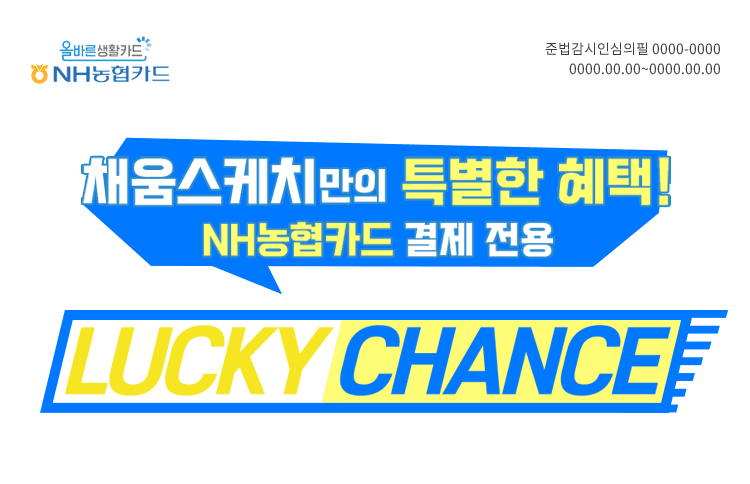 올바른생활카드
NH농협카드
준법감시인심의필 0000-0000
0000.00.00~0000.00.00
채움스케치만의 특별한 혜택!
NH농협카드 결제 전용
LUCKY CHANCE